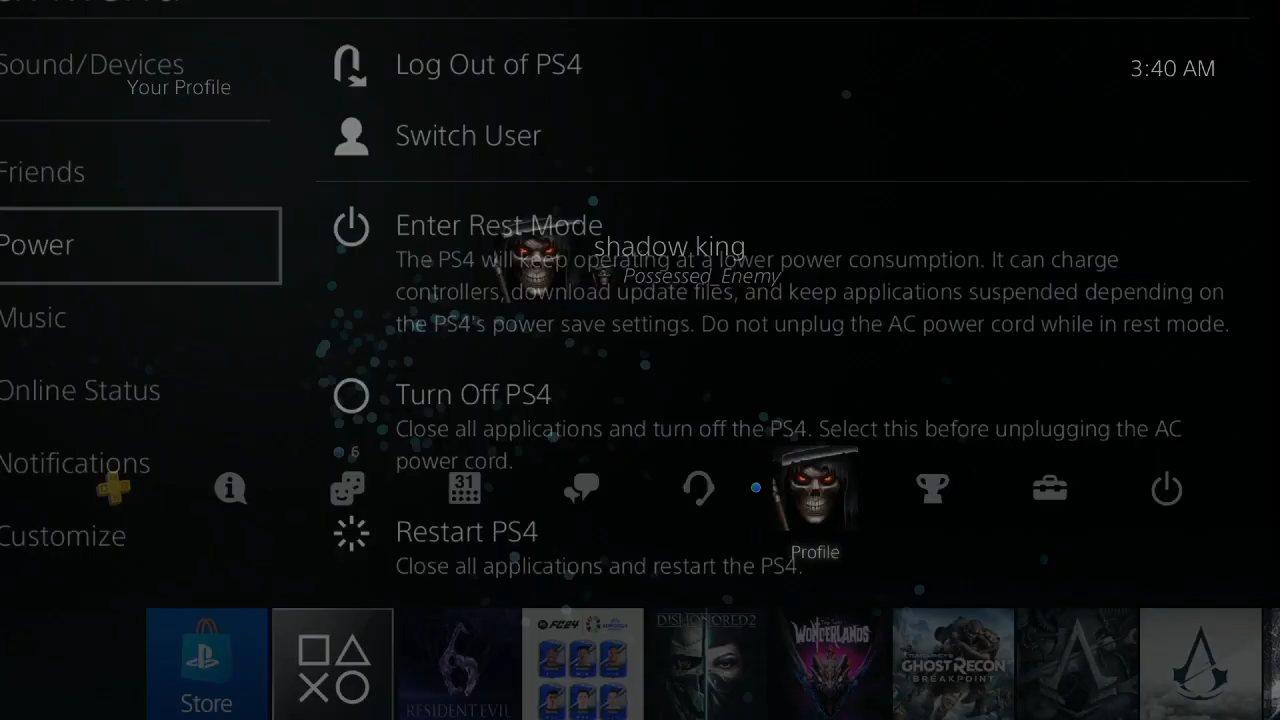 Sound/Devices
Your Profile
Friends
Power
Music
Online Status
Notifications
Customize
Log Out of PS4
3:40 AM
Switch User
Enter Rest Mode
The PS4 will keep operating at a lower power consumption. It can charge
controllers, download update files, and keep applications suspended depending on
the PS4's power save settings. Do not unplug the AC power cord while in rest mode.
shadow king
Possessed_Enemy
Turn Off PS4
Close all applications and turn off the PS4. Select this before unplugging the AC
power cord.
6
31
Restart PS4
Close all applications and restart the PS4.
Profile
Store
6
RESIDENT EVIL
FC24
DISHONORED 2
WONDERLANDS
GHOST RECON
BREAKPOINT